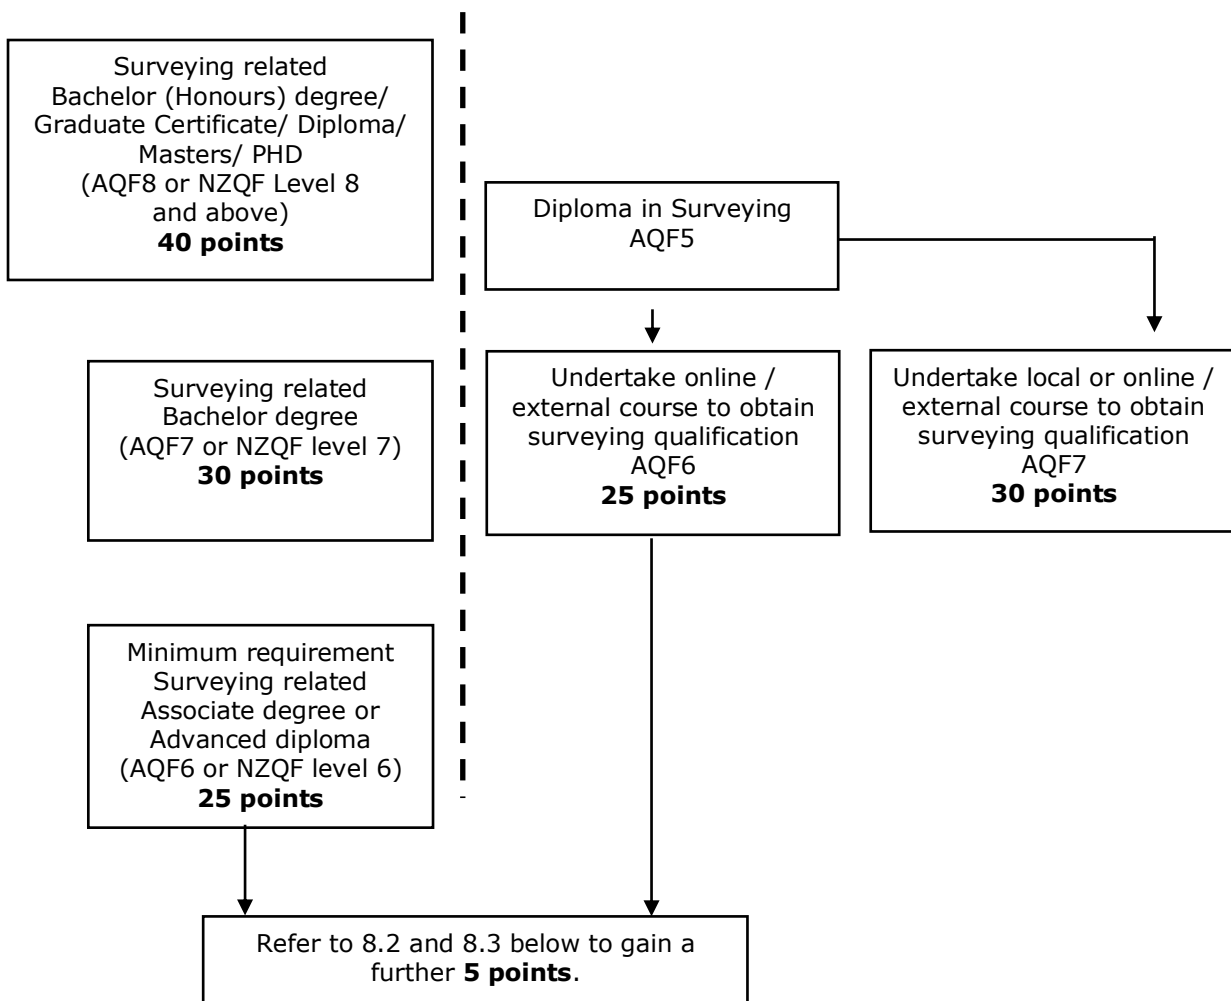 Surveying related
Bachelor (Honours) degree/
Graduate Certificate/ Diploma/
Masters/ PHD
(AQF8 or NZQF Level 8
and above)
40 points
Diploma in Surveying
AQF5
Surveying related
Bachelor degree
(AQF7 or NZQF level 7)
30 points
Undertake online /
external course to obtain
surveying qualification
AQF6
25 points
Undertake local or online /
external course to obtain
surveying qualification
AQF7
30 points
Minimum requirement
Surveying related
Associate degree or
Advanced diploma
(AQF6 or NZQF level 6)
25 points
Refer to 8.2 and 8.3 below to gain a
further 5 points.